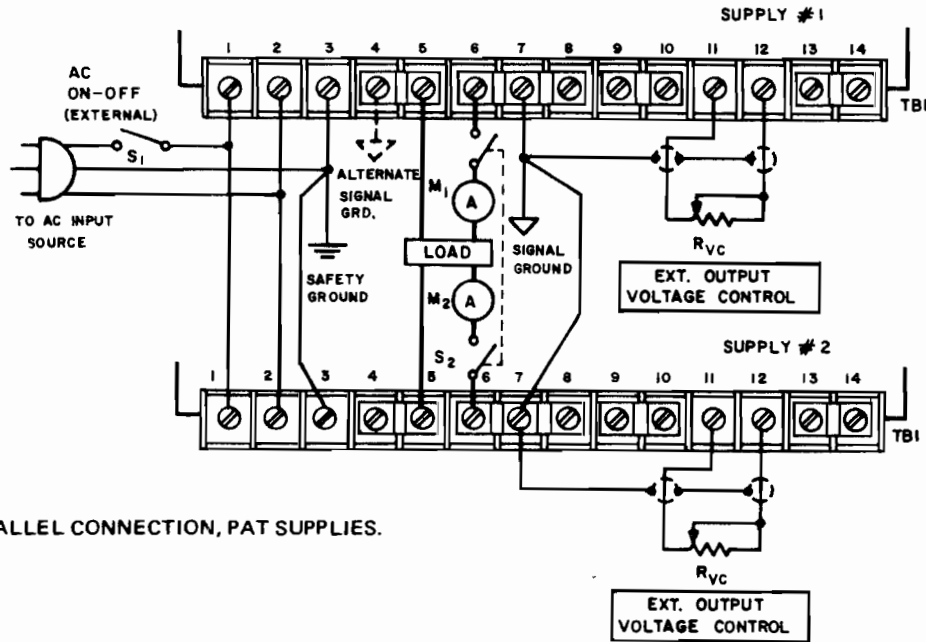 SUPPLY #1
1 2 3 4 5 6 7 8 9 10 11 12 13 14
AC
ON-OFF
(EXTERNAL)
TB1
S1
ALTERNATE
SIGNAL
GRD.
M1
A
TO AC INPUT
SOURCE
LOAD
SIGNAL
GROUND
RVC
SAFETY
GROUND
EXT. OUTPUT
VOLTAGE CONTROL
M2
A
S2
SUPPLY #2
1 2 3 4 5 6 7 8 9 10 11 12 13 14
TB1
ALLEL CONNECTION, PAT SUPPLIES.
RVC
EXT. OUTPUT
VOLTAGE CONTROL